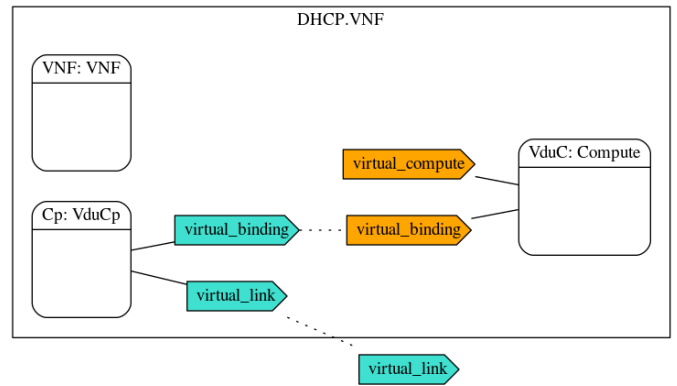 DHCP.VNF
VNF: VNF
VduC: Compute
virtual_compute
Cp: VduCp
virtual_binding
virtual_binding
virtual_link
virtual_link